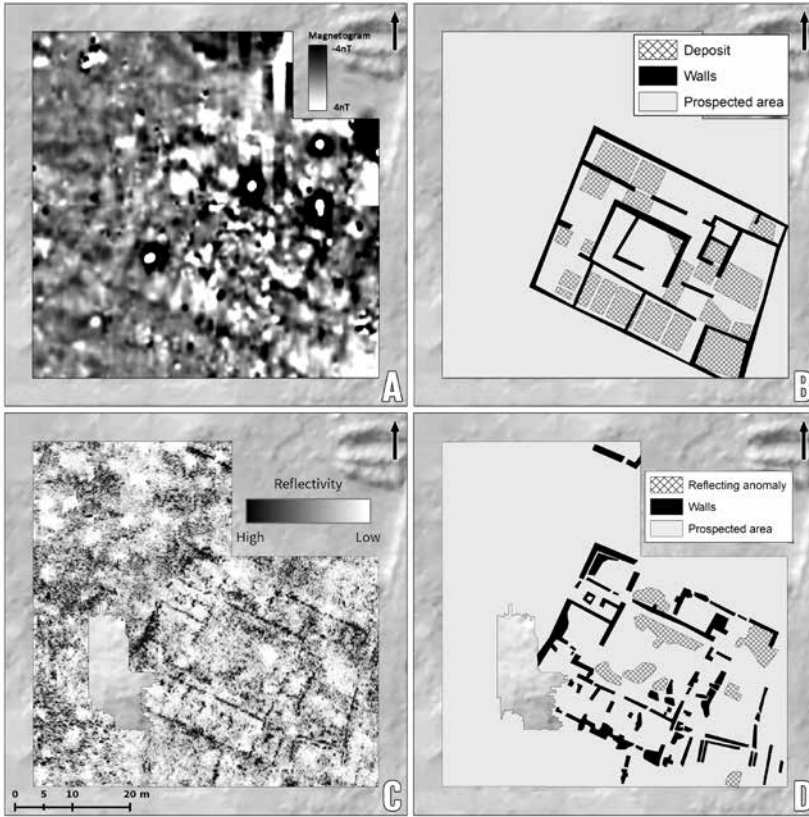 Magnetogram
-4nT
4nT
A
Deposit
Walls
Prospected area
B
Reflectivity
High
Low
0 5 10 20 m
C
Reflecting anomaly
Walls
Prospected area
D